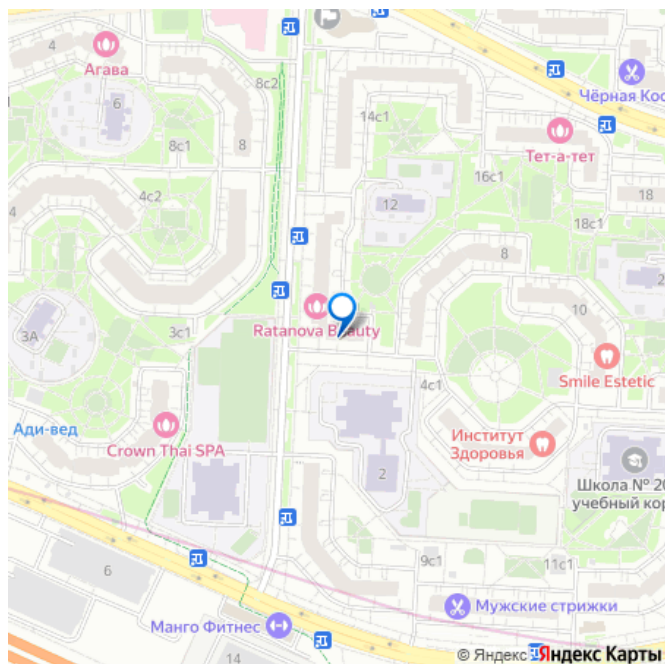 4
Агава
8с2
6
8с1
8
14с1
Чёрная Кос
Тет-а-тет
4с2
4
12
16с1
18
18с1
8
2
3А
3с1
Ratanova Beauty
10
Smile Estetic
4с1
Ади-вед
Crown Thai SPA
Институт
Здоровья
2
Школа № 20
учебный кор
9с1
11с1
6
Мужские стрижки
Манго Фитнес
14
© Яндекс Яндекс Карты